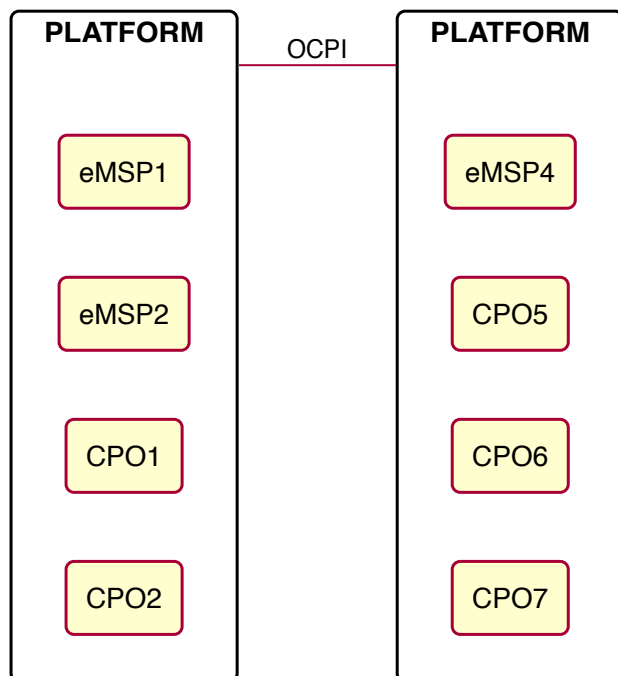 PLATFORM
OCPI
PLATFORM
eMSP1
eMSP4
eMSP2
CPO5
CPO1
CPO6
CPO2
CPO7